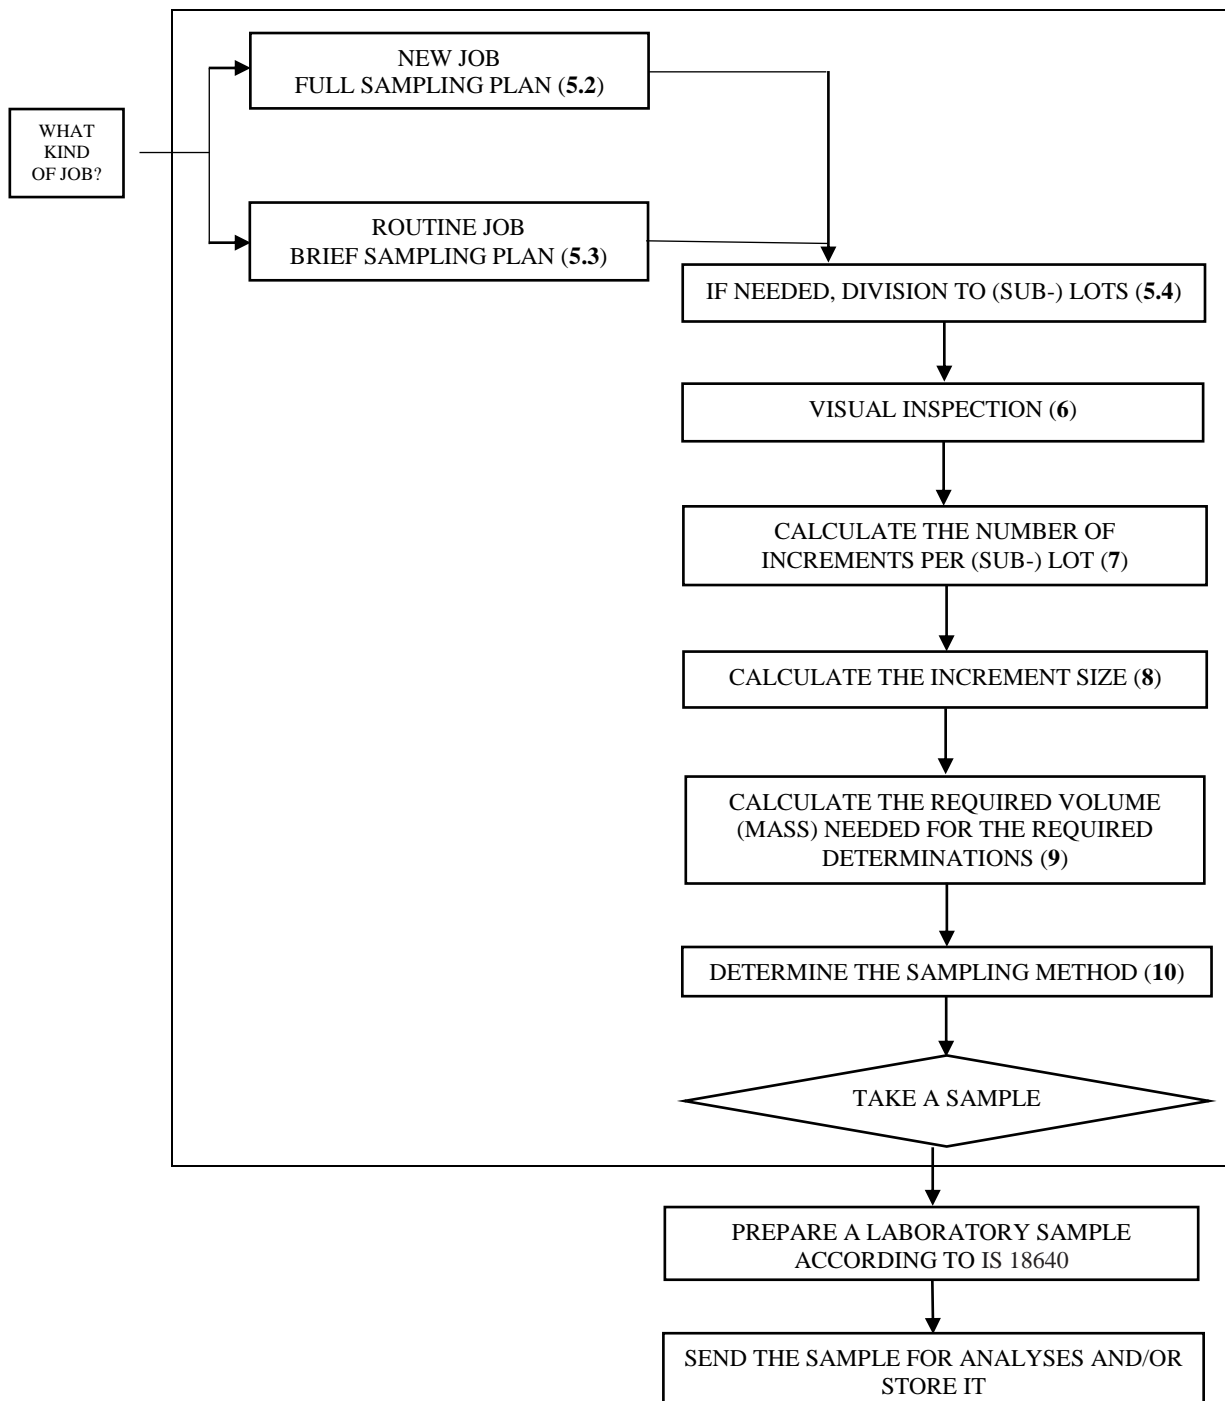 NEW JOB
FULL SAMPLING PLAN (5.2)
WHAT
KIND
OF JOB?
ROUTINE JOB
BRIEF SAMPLING PLAN (5.3)
IF NEEDED, DIVISION TO (SUB-) LOTS (5.4)
VISUAL INSPECTION (6)
CALCULATE THE NUMBER OF
INCREMENTS PER (SUB-) LOT (7)
CALCULATE THE INCREMENT SIZE (8)
CALCULATE THE REQUIRED VOLUME
(MASS) NEEDED FOR THE REQUIRED
DETERMINATIONS (9)
DETERMINE THE SAMPLING METHOD (10)
TAKE A SAMPLE
PREPARE A LABORATORY SAMPLE
ACCORDING TO IS 18640
SEND THE SAMPLE FOR ANALYSES AND/OR
STORE IT